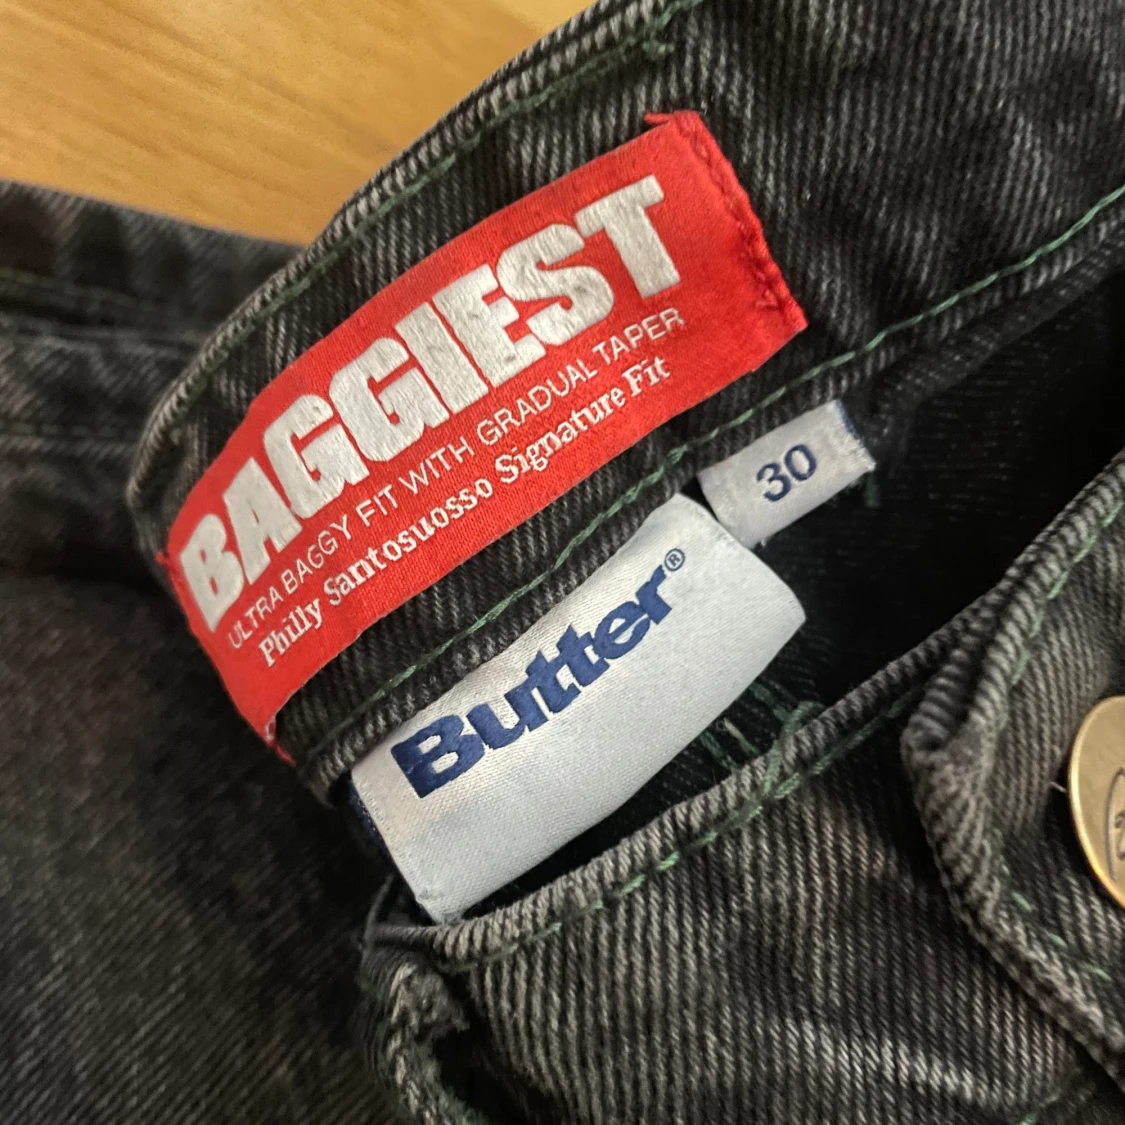 BAGGIEST
ULTRA BAGGY FIT WITH GRADUAL TAPER
Philly Santosuosso Signature Fit
30
Butter®